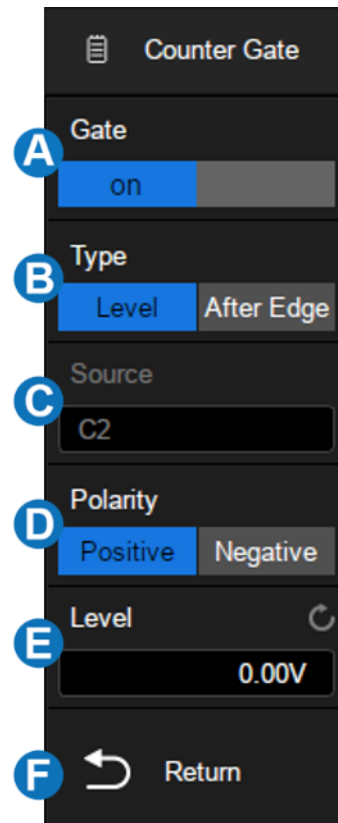 Counter Gate
A
Gate
on
B
Type
Level After Edge
C
Source
C2
D
Polarity
Positive Negative
E
Level
0.00V
F
Return